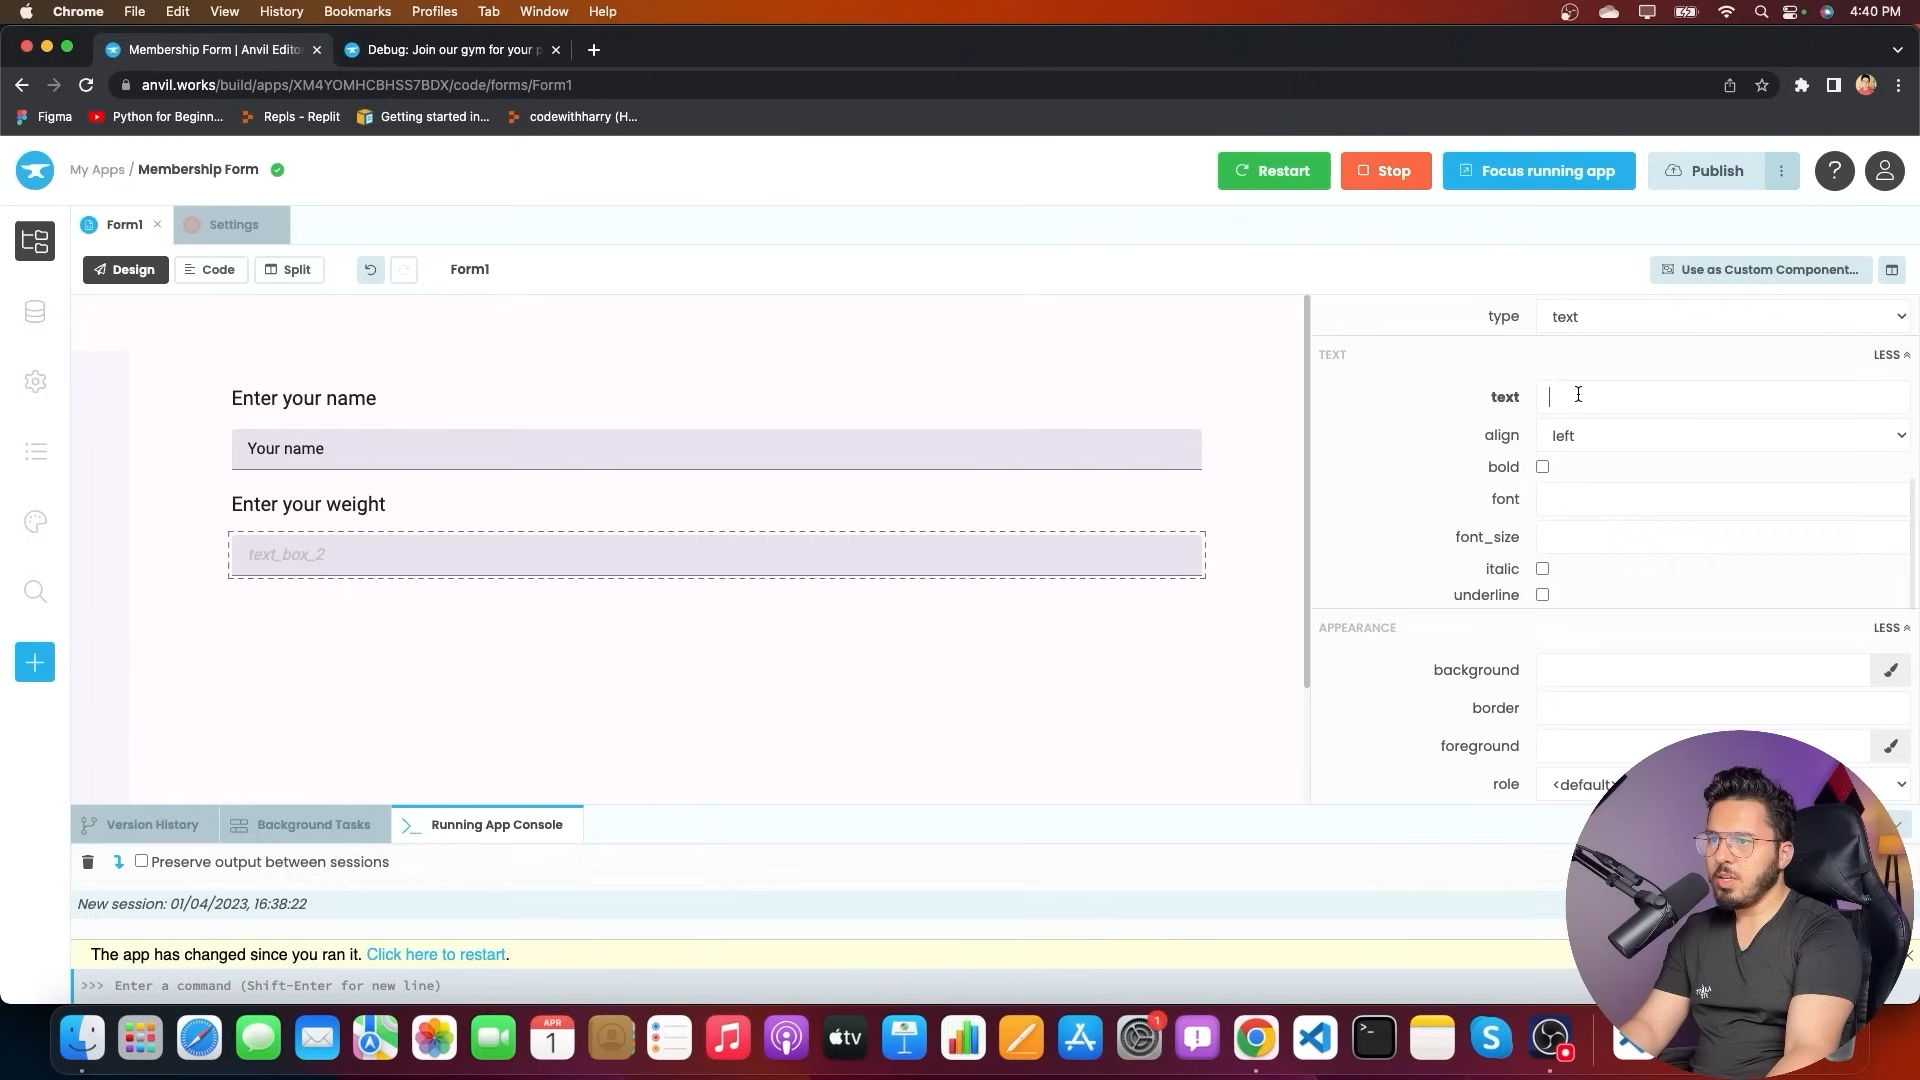 Chrome File Edit View History Bookmarks Profiles Tab Window Help 4:40 PM
Membership Form | Anvil Edito Debug: Join our gym for your p
anvil.works/build/apps/XM4YOMHCBHSS7BDX/code/forms/Form1
Figma Python for Beginn... Repls - Replit Getting started in... codewithharry (H...
My Apps / Membership Form Restart Stop Focus running app Publish ?
Form1 Settings
Design Code Split Form1 Use as Custom Component...
type text
TEXT LESS
Enter your name
text
align left
Your name
bold
font
Enter your weight
font_size
text_box_2
italic
underline
APPEARANCE LESS
background
border
foreground
role <default>
Version History Background Tasks >_ Running App Console
Preserve output between sessions
New session: 01/04/2023, 16:38:22
The app has changed since you ran it. Click here to restart.
>>> Enter a command (Shift-Enter for new line)
APR
1
tv
1